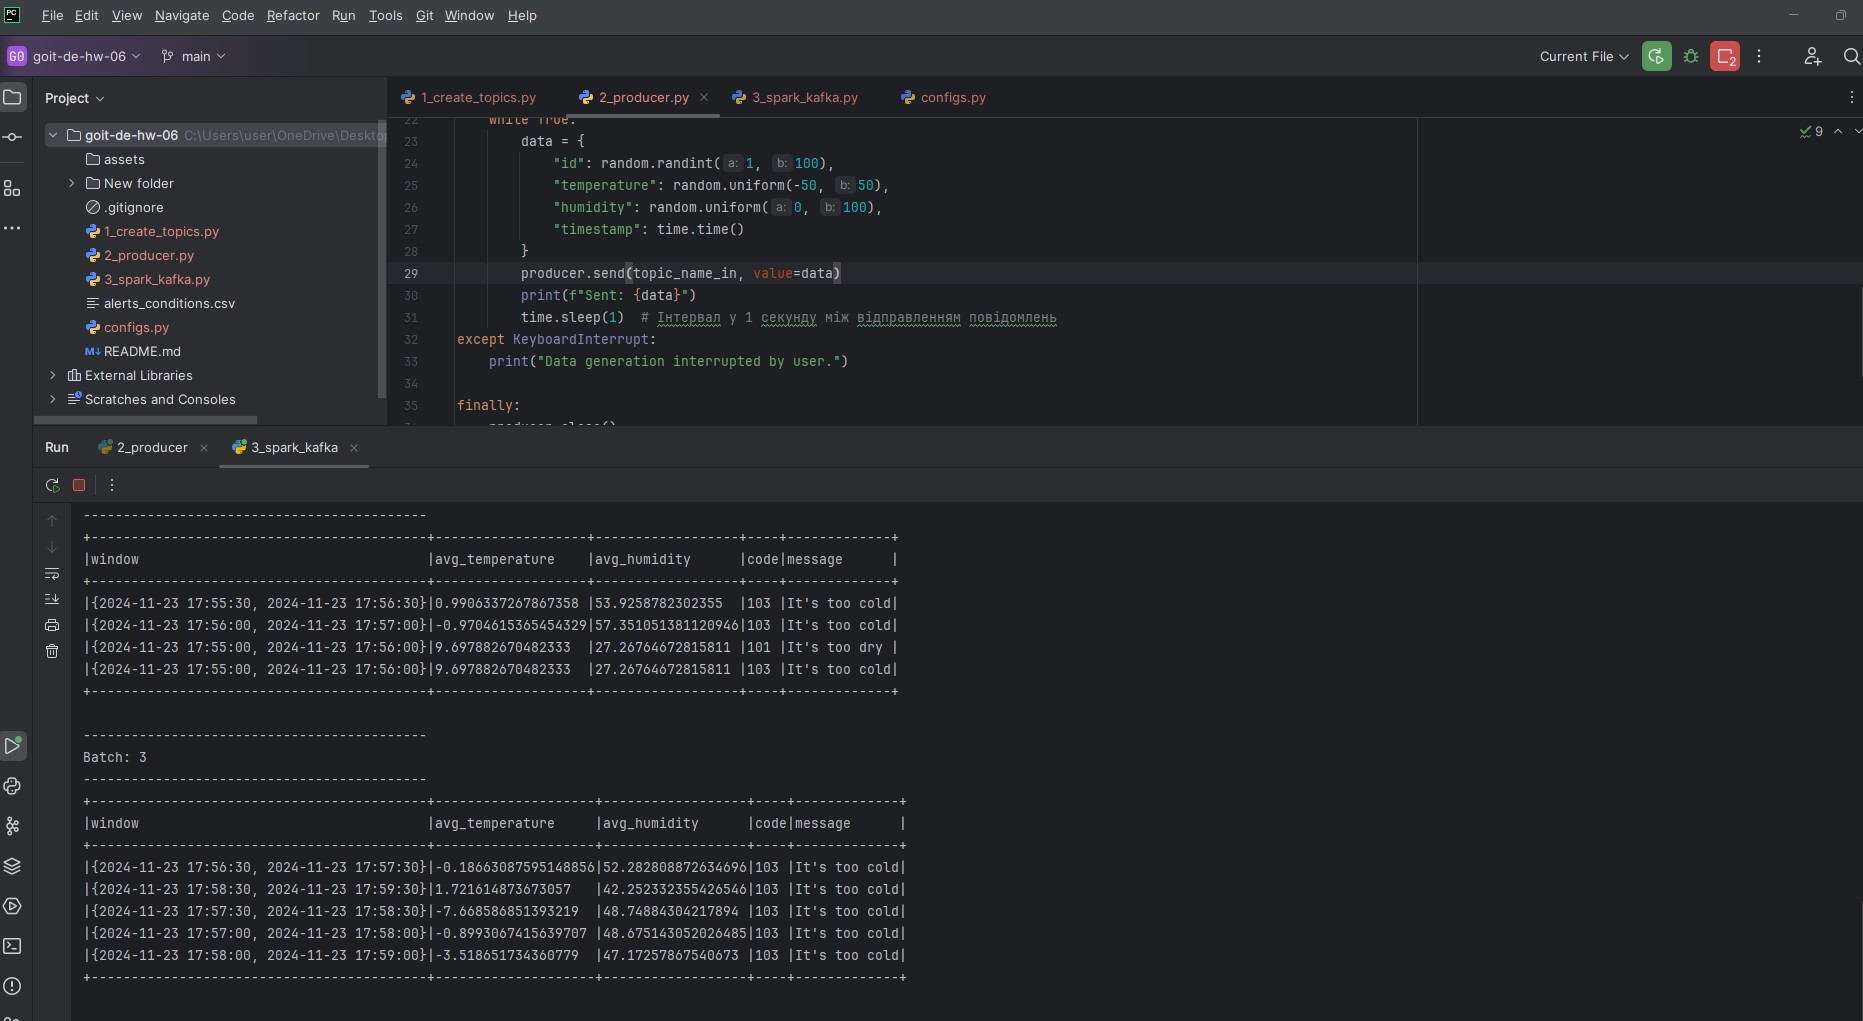 PC File Edit View Navigate Code Refactor Run Tools Git Window Help
GO goit-de-hw-06 main Current File 2
Project
goit-de-hw-06 C:\Users\user\OneDrive\Deskto
assets
New folder
.gitignore
1_create_topics.py
2_producer.py
3_spark_kafka.py
alerts_conditions.csv
configs.py
M↓ README.md
External Libraries
Scratches and Consoles
1_create_topics.py 2_producer.py 3_spark_kafka.py configs.py
9
22 while True:
23 data = {
24 "id": random.randint( a: 1, b: 100),
25 "temperature": random.uniform(-50, b: 50),
26 "humidity": random.uniform( a: 0, b: 100),
27 "timestamp": time.time()
28 }
29 producer.send(topic_name_in, value=data)
30 print(f"Sent: {data}")
31 time.sleep(1) # Інтервал у 1 секунду між відправленням повідомлень
32 except KeyboardInterrupt:
33 print("Data generation interrupted by user.")
34
35 finally:
producer.close()
Run 2_producer 3_spark_kafka
-------------------------------------------
+-------------------------------------------+-------------------+------------------+----+-------------+
|window |avg_temperature |avg_humidity |code|message |
+-------------------------------------------+-------------------+------------------+----+-------------+
|{2024-11-23 17:55:30, 2024-11-23 17:56:30}|0.9906337267867358 |53.9258782302355 |103 |It's too cold|
|{2024-11-23 17:56:00, 2024-11-23 17:57:00}|-0.9704615365454329|57.351051381120946|103 |It's too cold|
|{2024-11-23 17:55:00, 2024-11-23 17:56:00}|9.697882670482333 |27.26764672815811 |101 |It's too dry |
|{2024-11-23 17:55:00, 2024-11-23 17:56:00}|9.697882670482333 |27.26764672815811 |103 |It's too cold|
+-------------------------------------------+-------------------+------------------+----+-------------+
-------------------------------------------
Batch: 3
-------------------------------------------
+-------------------------------------------+--------------------+------------------+----+-------------+
|window |avg_temperature |avg_humidity |code|message |
+-------------------------------------------+--------------------+------------------+----+-------------+
|{2024-11-23 17:56:30, 2024-11-23 17:57:30}|-0.18663087595148856|52.282808872634696|103 |It's too cold|
|{2024-11-23 17:58:30, 2024-11-23 17:59:30}|1.721614873673057 |42.252332355426546|103 |It's too cold|
|{2024-11-23 17:57:30, 2024-11-23 17:58:30}|-7.668586851393219 |48.74884304217894 |103 |It's too cold|
|{2024-11-23 17:57:00, 2024-11-23 17:58:00}|-0.8993067415639707 |48.675143052026485|103 |It's too cold|
|{2024-11-23 17:58:00, 2024-11-23 17:59:00}|-3.518651734360779 |47.17257867540673 |103 |It's too cold|
+-------------------------------------------+--------------------+------------------+----+-------------+